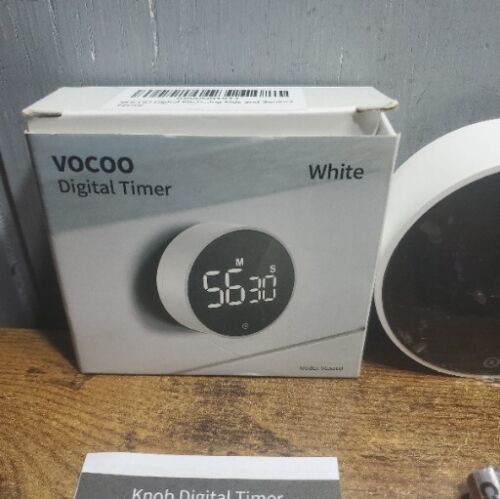 VOCOO
Digital Timer
White
M
S
56 30
Knob Digital Timer